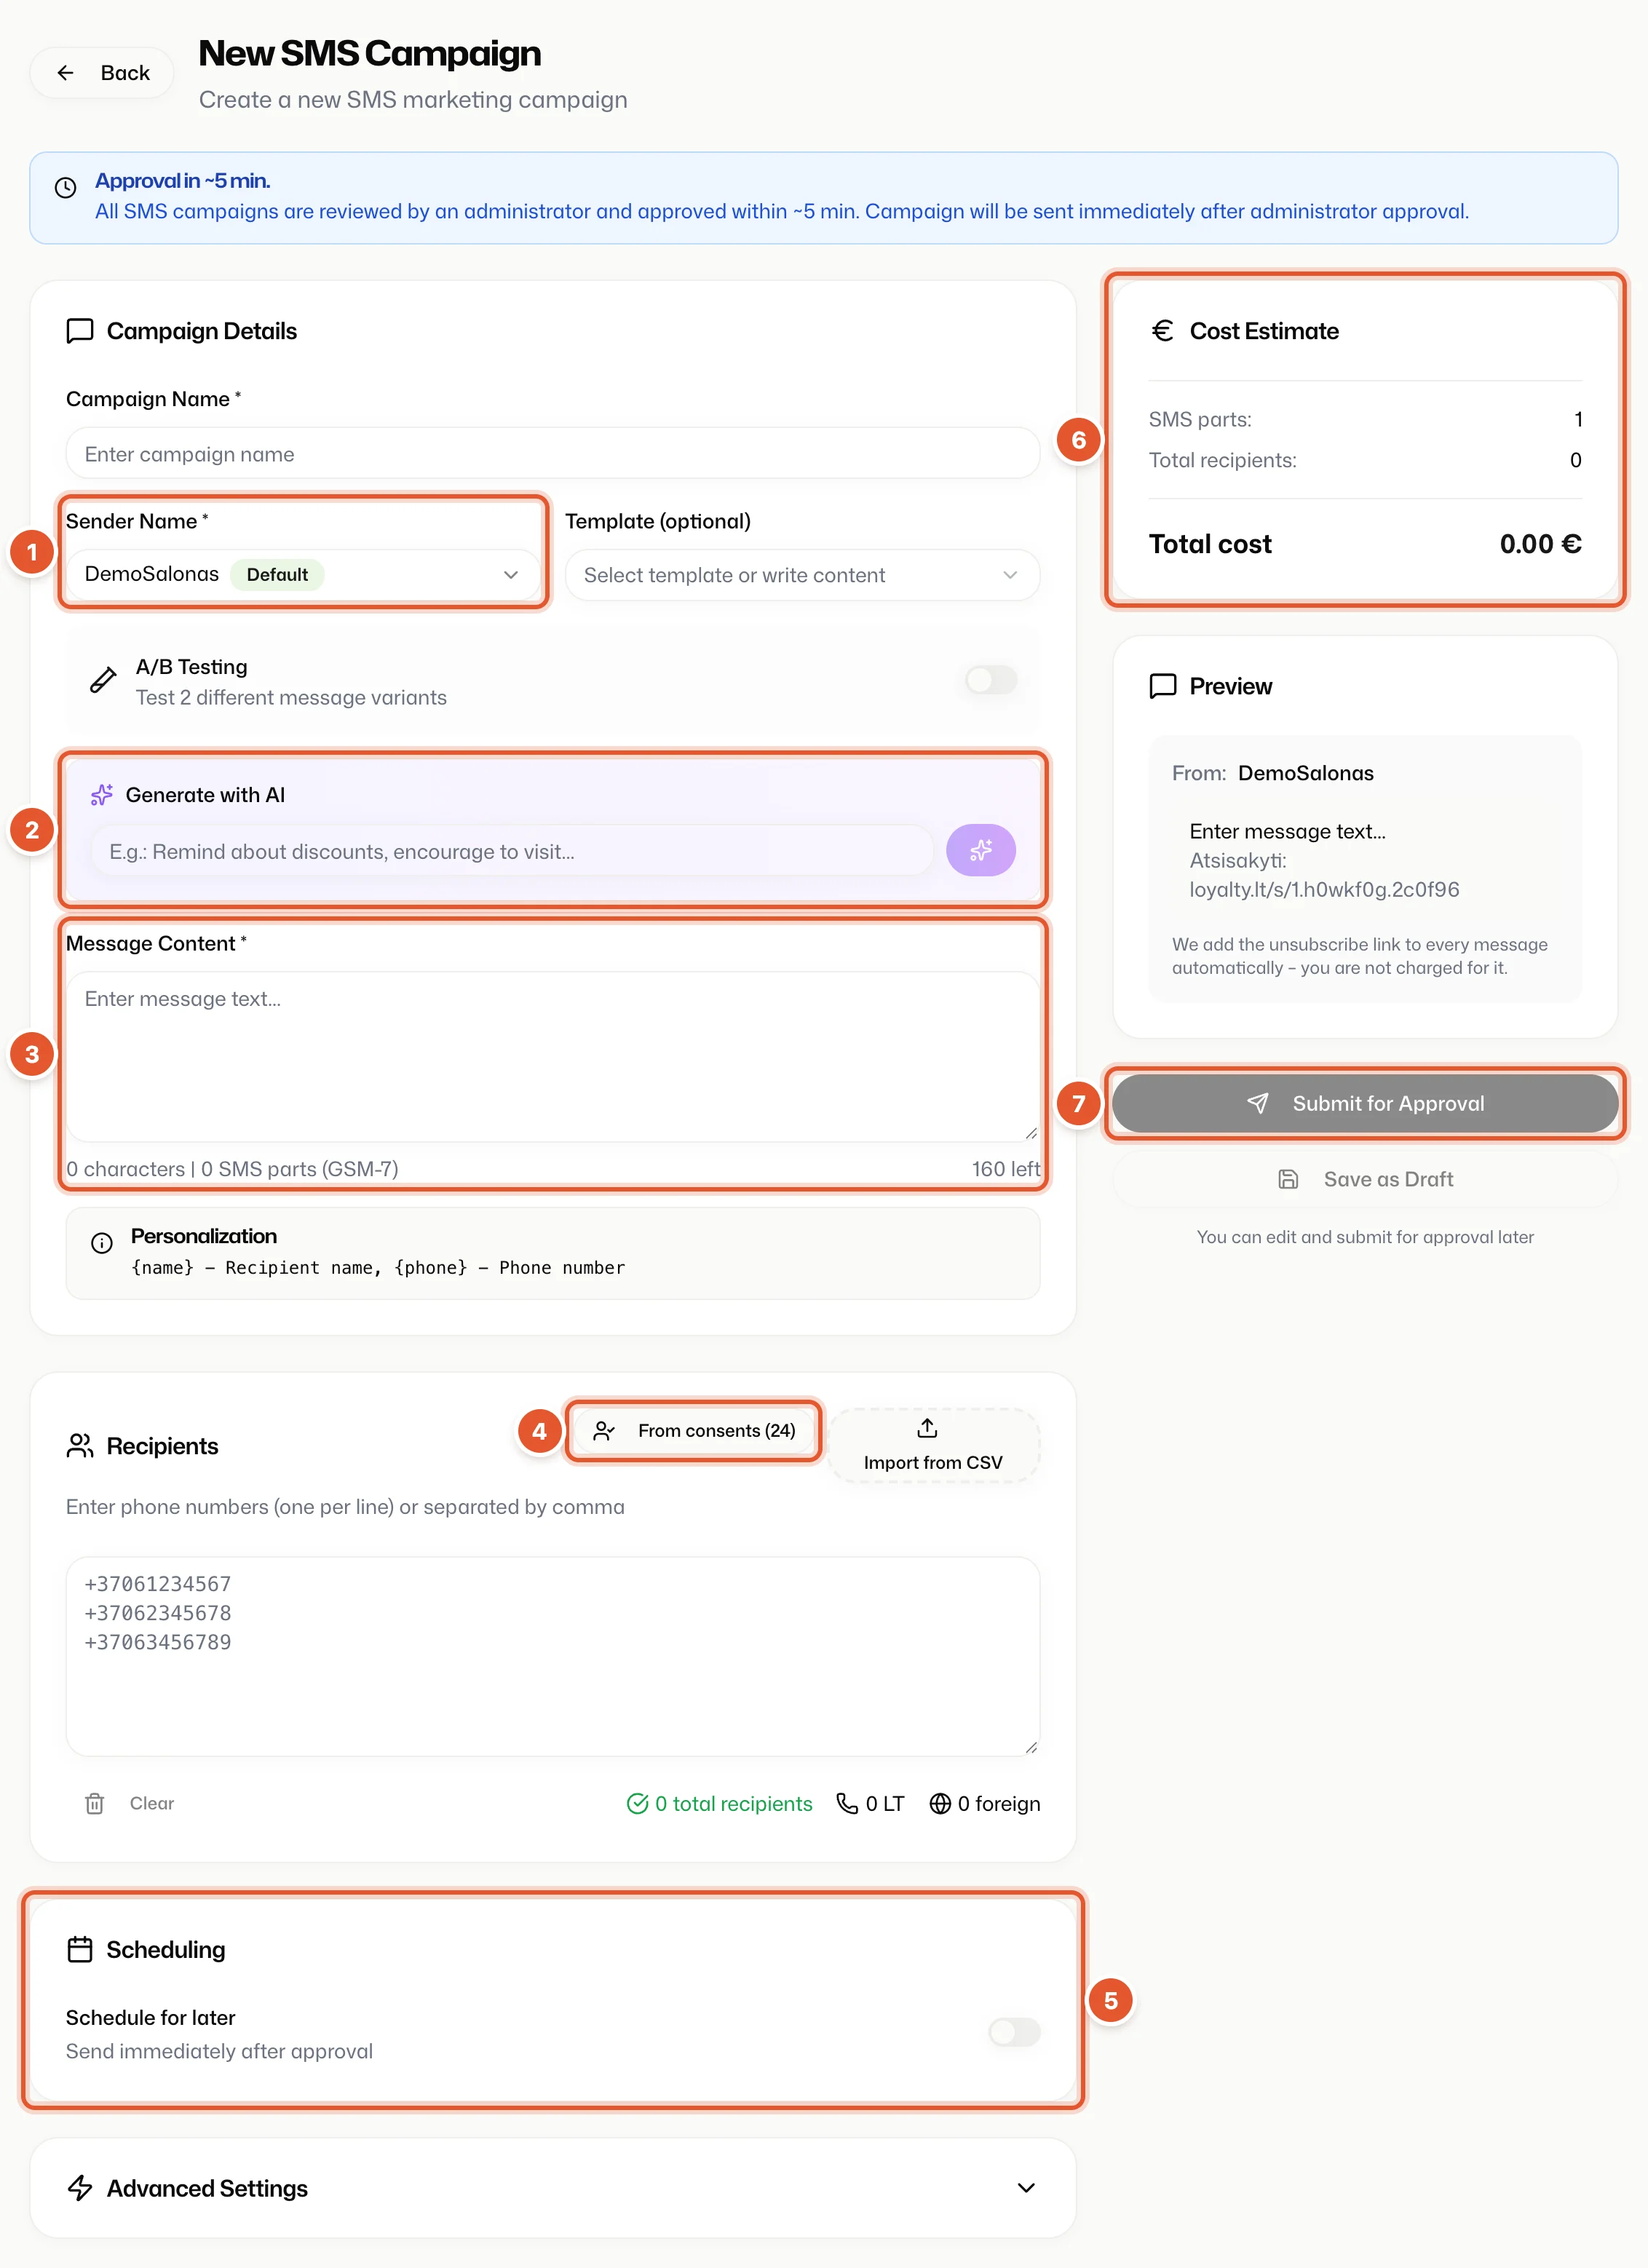 Back
New SMS Campaign
Create a new SMS marketing campaign
Approval in ~5 min.
All SMS campaigns are reviewed by an administrator and approved within ~5 min. Campaign will be sent immediately after administrator approval.
Campaign Details
Campaign Name *
Enter campaign name
1
Sender Name *
DemoSalonas Default
Template (optional)
Select template or write content
A/B Testing
Test 2 different message variants
2
Generate with AI
E.g.: Remind about discounts, encourage to visit...
3
Message Content *
Enter message text...
0 characters | 0 SMS parts (GSM-7)
160 left
Personalization
{name} – Recipient name, {phone} – Phone number
Recipients
4
From consents (24)
Import from CSV
Enter phone numbers (one per line) or separated by comma
+37061234567
+37062345678
+37063456789
Clear
0 total recipients
0 LT
0 foreign
5
Scheduling
Schedule for later
Send immediately after approval
Advanced Settings
6
€ Cost Estimate
SMS parts: 1
Total recipients: 0
Total cost 0.00 €
Preview
From: DemoSalonas
Enter message text...
Atsisakyti:
loyalty.lt/s/1.h0wkf0g.2c0f96
We add the unsubscribe link to every message
automatically – you are not charged for it.
7
Submit for Approval
Save as Draft
You can edit and submit for approval later